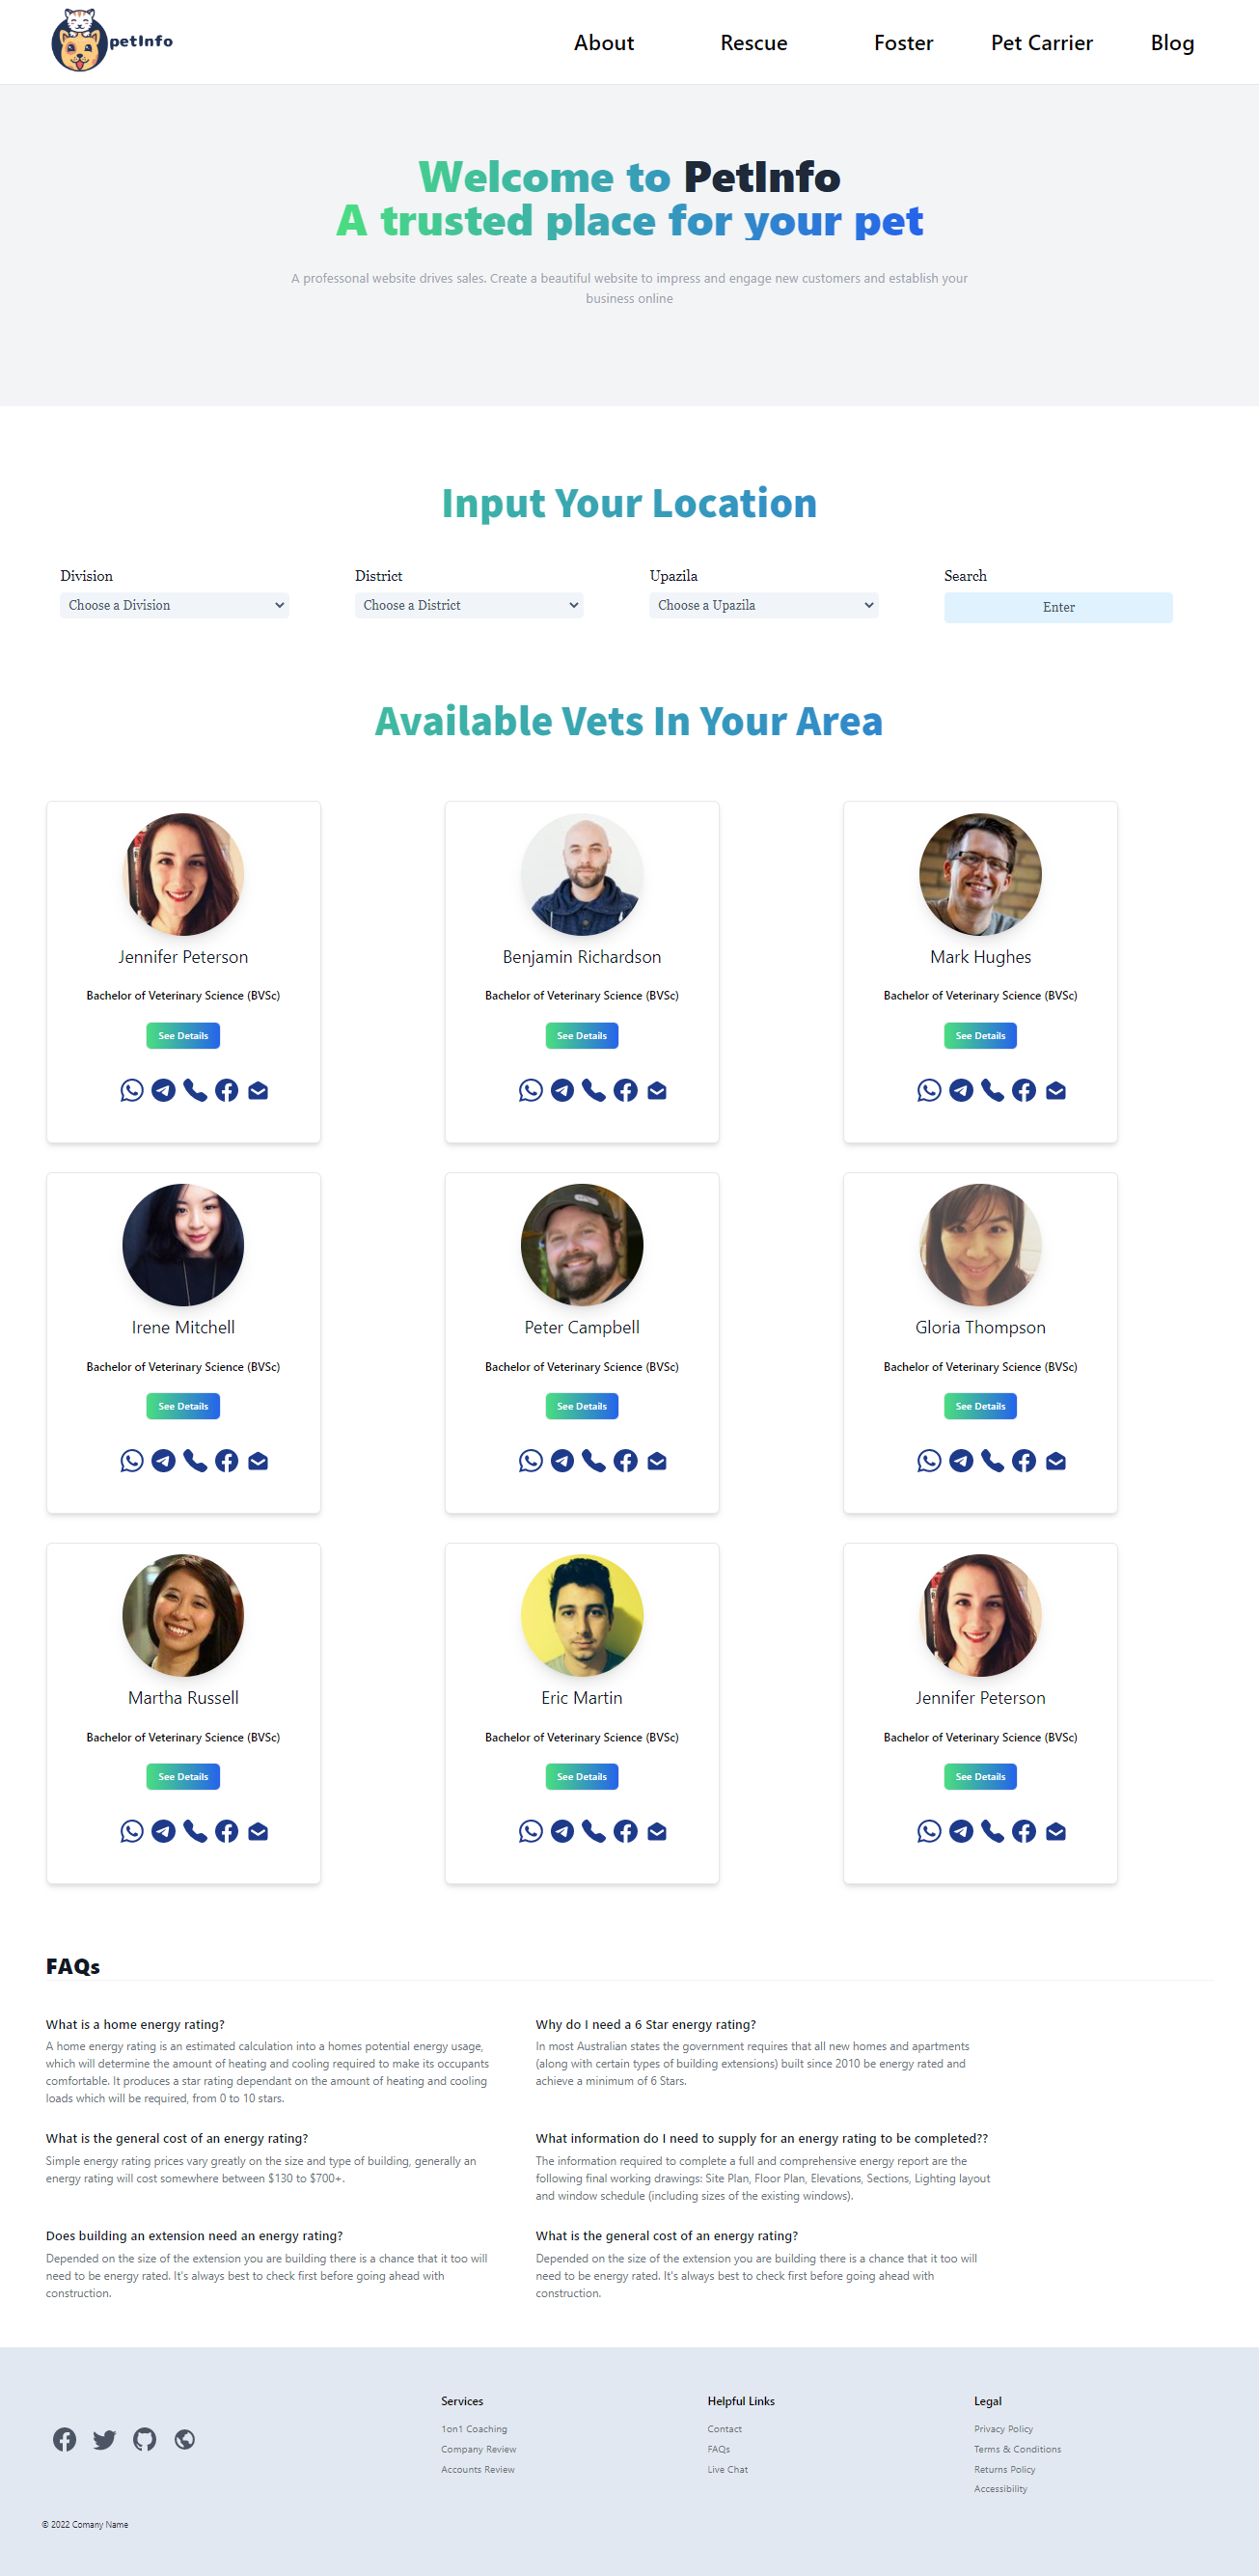 petInfo
About Rescue Foster Pet Carrier Blog
Welcome to PetInfo
A trusted place for your pet
A professonal website drives sales. Create a beautiful website to impress and engage new customers and establish your
business online
Input Your Location
Division District Upazila Search
Choose a Division Choose a District Choose a Upazila Enter
Available Vets In Your Area
Jennifer Peterson Benjamin Richardson Mark Hughes
Bachelor of Veterinary Science (BVSc) Bachelor of Veterinary Science (BVSc) Bachelor of Veterinary Science (BVSc)
See Details See Details See Details
Irene Mitchell Peter Campbell Gloria Thompson
Bachelor of Veterinary Science (BVSc) Bachelor of Veterinary Science (BVSc) Bachelor of Veterinary Science (BVSc)
See Details See Details See Details
Martha Russell Eric Martin Jennifer Peterson
Bachelor of Veterinary Science (BVSc) Bachelor of Veterinary Science (BVSc) Bachelor of Veterinary Science (BVSc)
See Details See Details See Details
FAQs
What is a home energy rating?
A home energy rating is an estimated calculation into a homes potential energy usage,
which will determine the amount of heating and cooling required to make its occupants
comfortable. It produces a star rating dependant on the amount of heating and cooling
loads which will be required, from 0 to 10 stars.
Why do I need a 6 Star energy rating?
In most Australian states the government requires that all new homes and apartments
(along with certain types of building extensions) built since 2010 be energy rated and
achieve a minimum of 6 Stars.
What is the general cost of an energy rating?
Simple energy rating prices vary greatly on the size and type of building, generally an
energy rating will cost somewhere between $130 to $700+.
What information do I need to supply for an energy rating to be completed??
The information required to complete a full and comprehensive energy report are the
following final working drawings: Site Plan, Floor Plan, Elevations, Sections, Lighting layout
and window schedule (including sizes of the existing windows).
Does building an extension need an energy rating?
Depended on the size of the extension you are building there is a chance that it too will
need to be energy rated. It's always best to check first before going ahead with
construction.
What is the general cost of an energy rating?
Depended on the size of the extension you are building there is a chance that it too will
need to be energy rated. It's always best to check first before going ahead with
construction.
Services
1on1 Coaching
Company Review
Accounts Review
Helpful Links
Contact
FAQs
Live Chat
Legal
Privacy Policy
Terms & Conditions
Returns Policy
Accessibility
© 2022 Comany Name